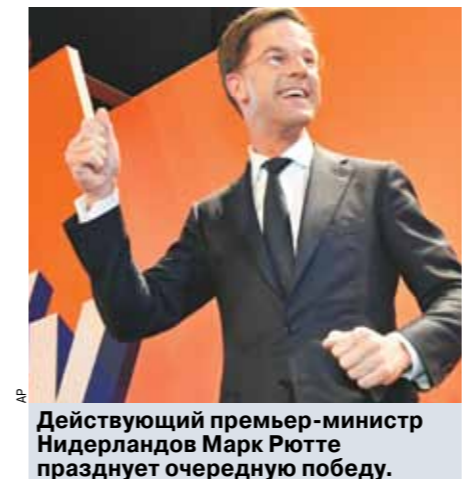 AP
Действующий премьер-министр
Нидерландов Марк Рютте
празднует очередную победу.